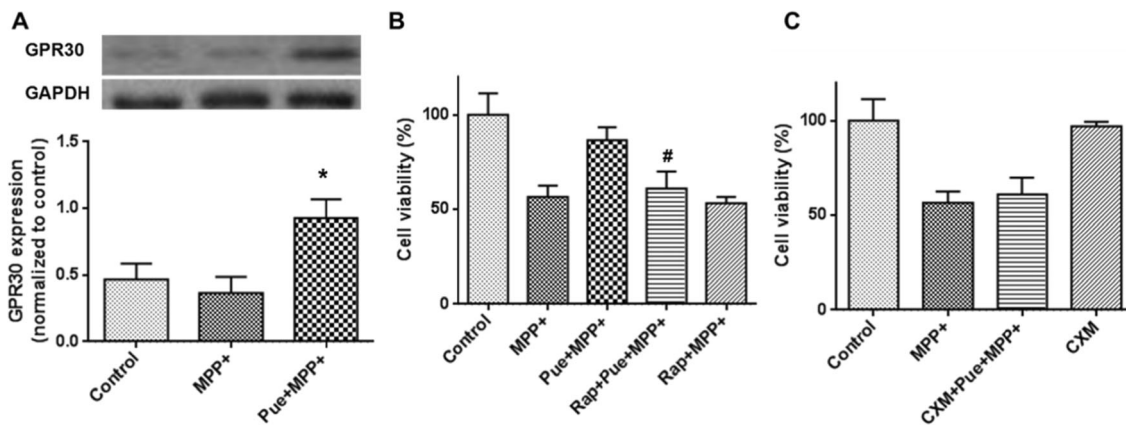 A
GPR30
GAPDH
GPR30 expression
(normalized to control)
1.5
1.0
0.5
0.0
*
Control
MPP+
Pue+MPP+
B
Cell viability (%)
100
50
0
#
Control
MPP+
Pue+MPP+
Rap+Pue+MPP+
Rap+MPP+
C
Cell viability (%)
100
50
0
Control
MPP+
CXM+Pue+MPP+
CXM